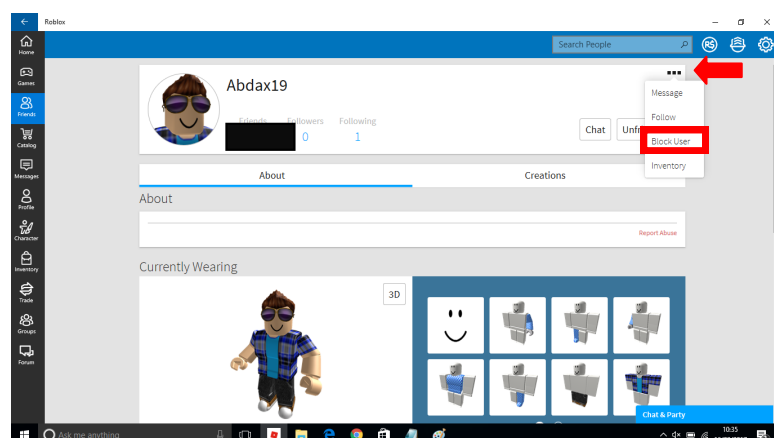 Roblox
Home
Search People
R$
Games
Friends
Catalog
Messages
Profile
Character
Inventory
Trade
Groups
Forum
Abdax19
Friends Followers Following
0 1
Message
Follow
Block User
Inventory
Chat
About Creations
About
Report Abuse
Currently Wearing
3D
Chat & Party
Ask me anything
10:35